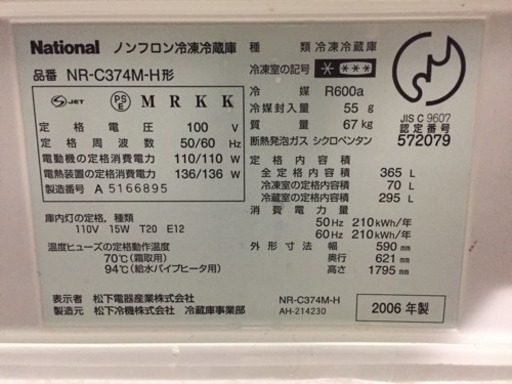 National ノンフロン冷凍冷蔵庫
品番 NR-C374M-H形
S JET PS E M R K K
定格電圧 100 V
定格周波数 50/60 Hz
電動機の定格消費電力 110/110 W
電熱装置の定格消費電力 136/136 W
製造番号 A 5166895
庫内灯の定格，種類
110V 15W T20 E12
温度ヒューズの定格動作温度
70℃(霜取用)
94℃(給水パイプヒータ用)
表示者 松下電器産業株式会社
製造元 松下冷機株式会社 冷蔵庫事業部
種類 冷凍冷蔵庫
冷凍室の記号 * ***
冷媒 R600a
冷媒封入量 55 g
質量 67 kg
断熱発泡ガス シクロペンタン
JIS C 9607
認定番号
572079
定格内容積
全定格内容積 365 L
冷凍室の定格内容積 70 L
冷蔵室の定格内容積 295 L
消費電力量
50Hz 210kWh/年
60Hz 210kWh/年
外形寸法 幅 590 mm
奥行 621 mm
高さ 1795 mm
NR-C374M-H
AH-214230
2006年製